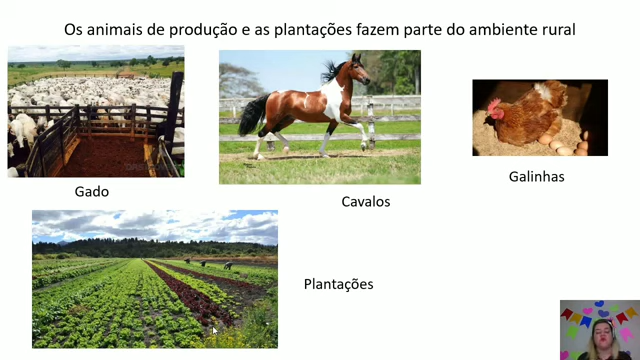 Os animais de produção e as plantações fazem parte do ambiente rural
Gado
Cavalos
Galinhas
Plantações